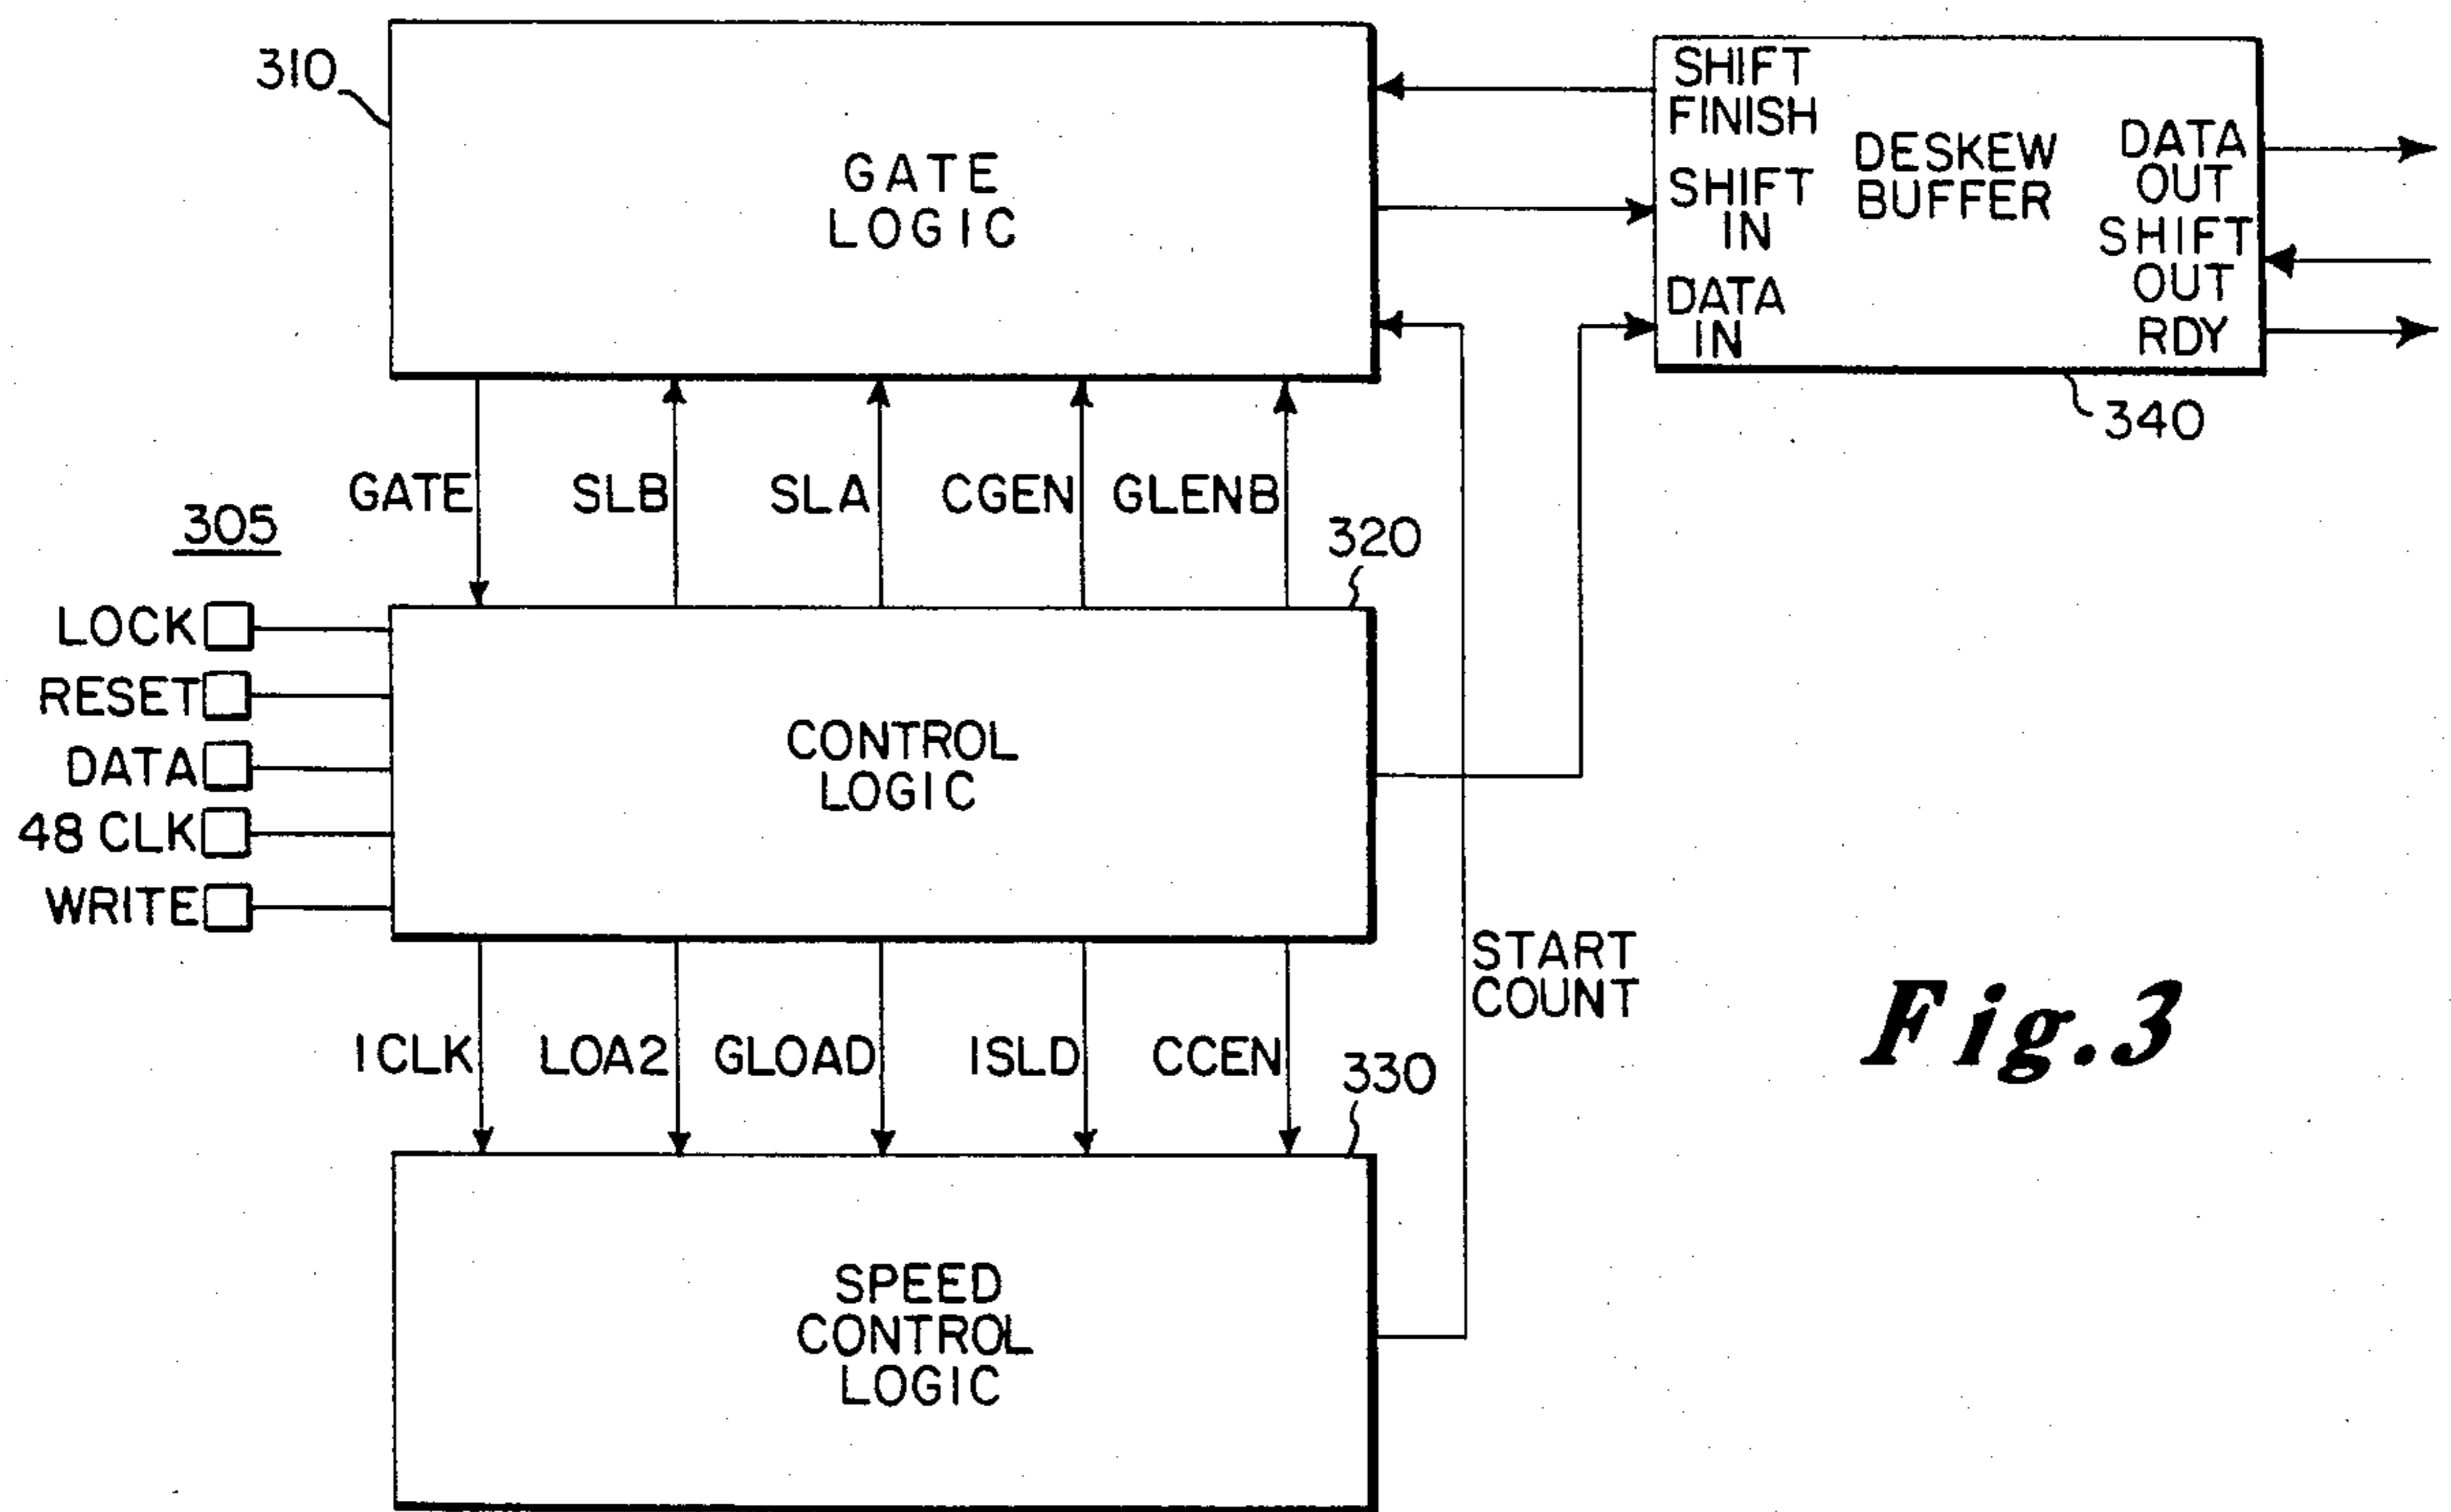 310
GATE
LOGIC
SHIFT
FINISH
SHIFT
IN
DATA
IN
DESKEW
BUFFER
DATA
OUT
SHIFT
OUT
RDY
340
GATE
SLB
SLA
CGEN
GLENB
305
320
LOCK
RESET
DATA
48 CLK
WRITE
CONTROL
LOGIC
START
COUNT
1CLK
LOA2
GLOAD
ISLD
CCEN
330
SPEED
CONTROL
LOGIC
Fig.3